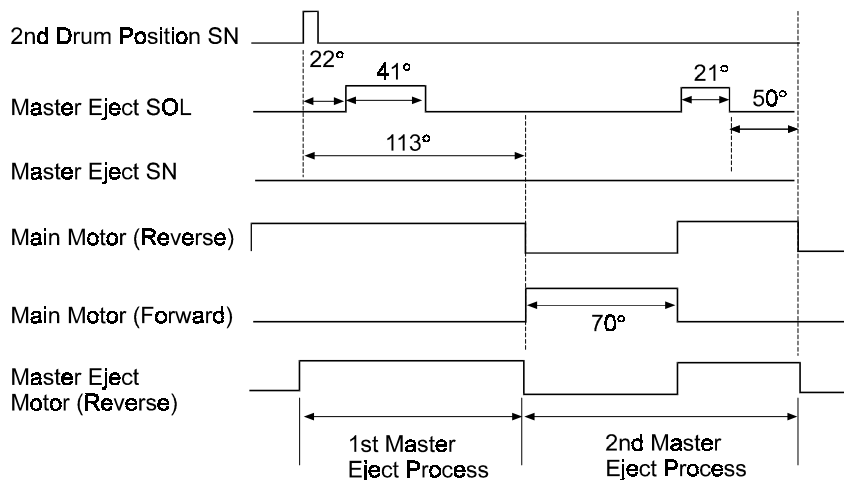 2nd Drum Position SN
22°
41°
21°
Master Eject SOL
50°
113°
Master Eject SN
Main Motor (Reverse)
Main Motor (Forward)
70°
Master Eject
Motor (Reverse)
1st Master
Eject Process
2nd Master
Eject Process